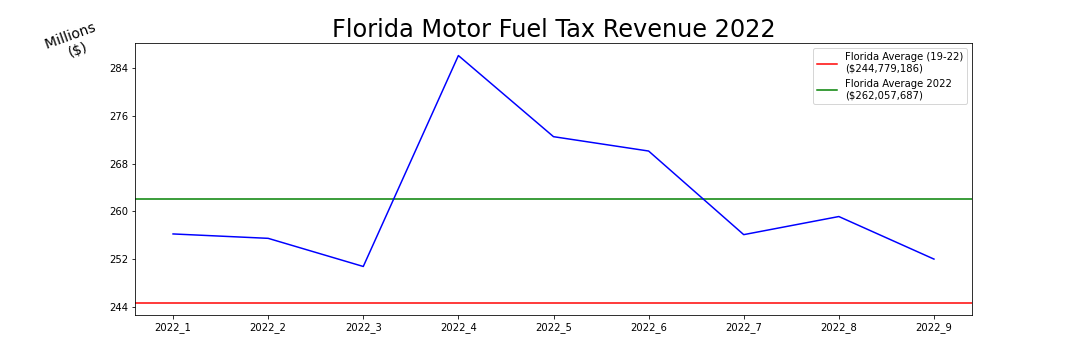 Florida Motor Fuel Tax Revenue 2022
Millions
($)
Florida Average (19-22)
($244,779,186)
Florida Average 2022
($262,057,687)
284
276
268
260
252
244
2022_1 2022_2 2022_3 2022_4 2022_5 2022_6 2022_7 2022_8 2022_9